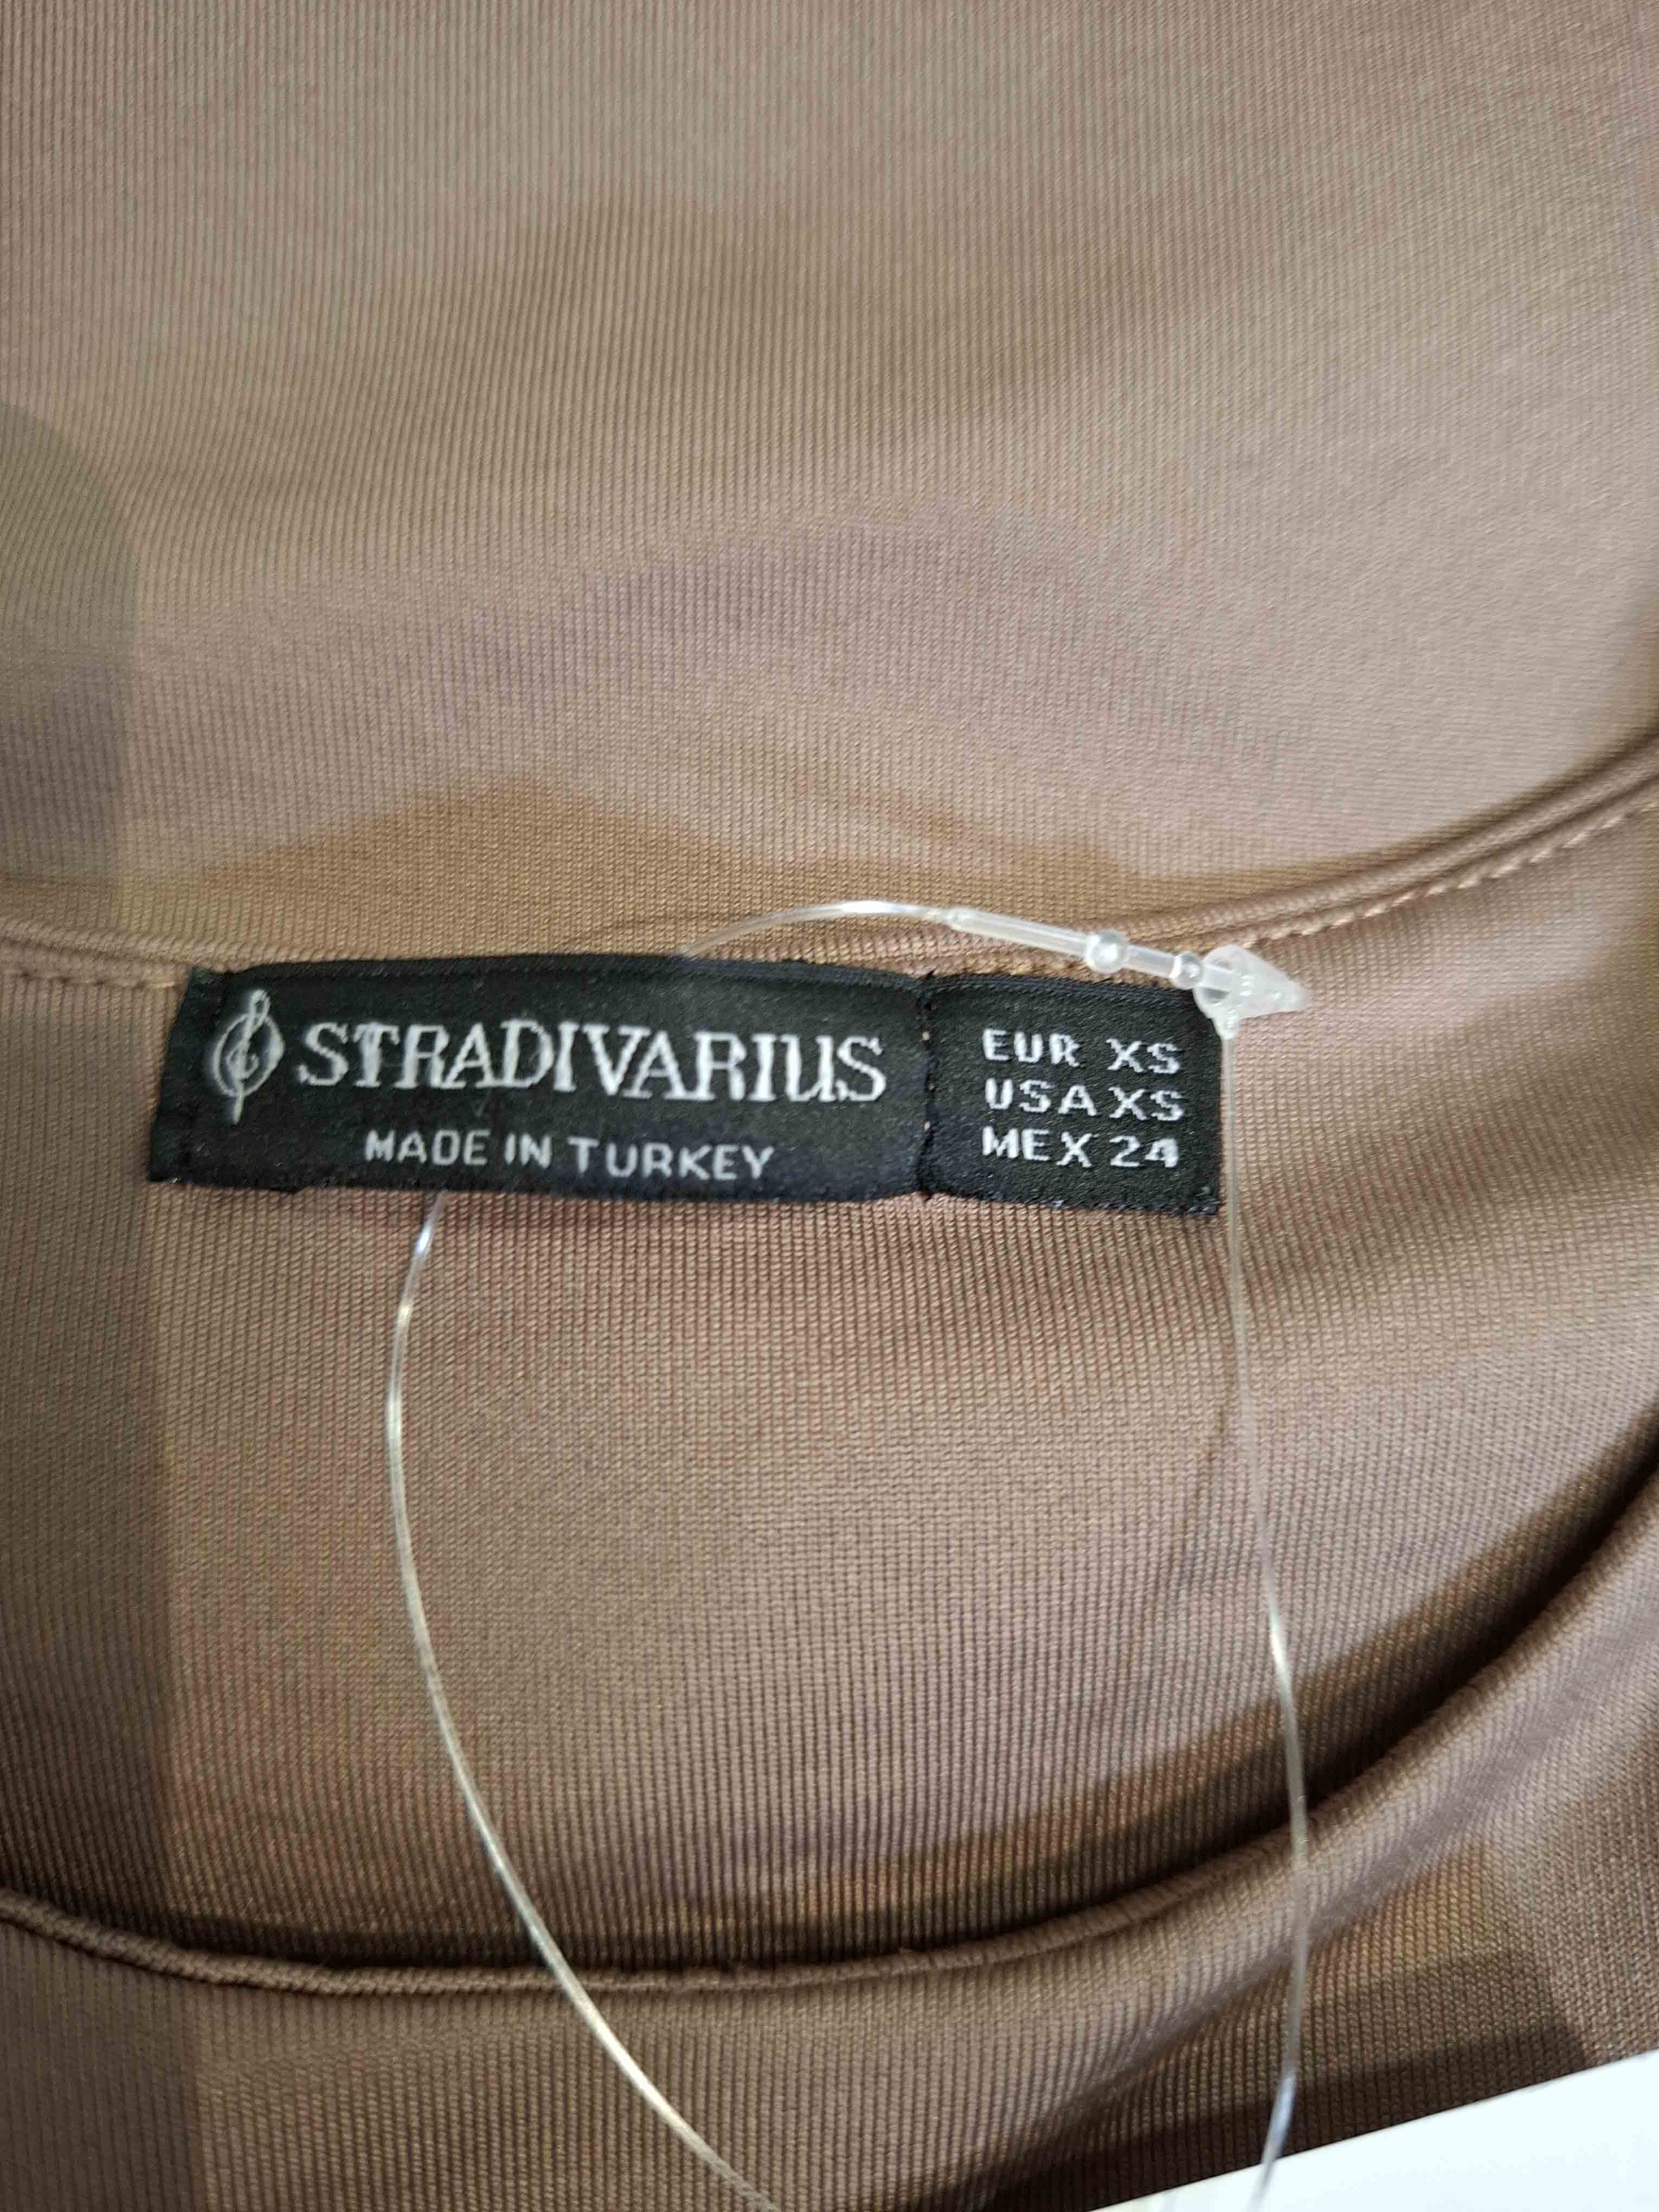 STRADIVARIUS
MADE IN TURKEY
EUR XS
USA XS
MEX 24